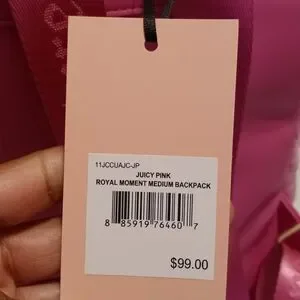 11JCCUAJC-JP
JUICY PINK
ROYAL MOMENT MEDIUM BACKPACK
8 85919 76460 7
$99.00